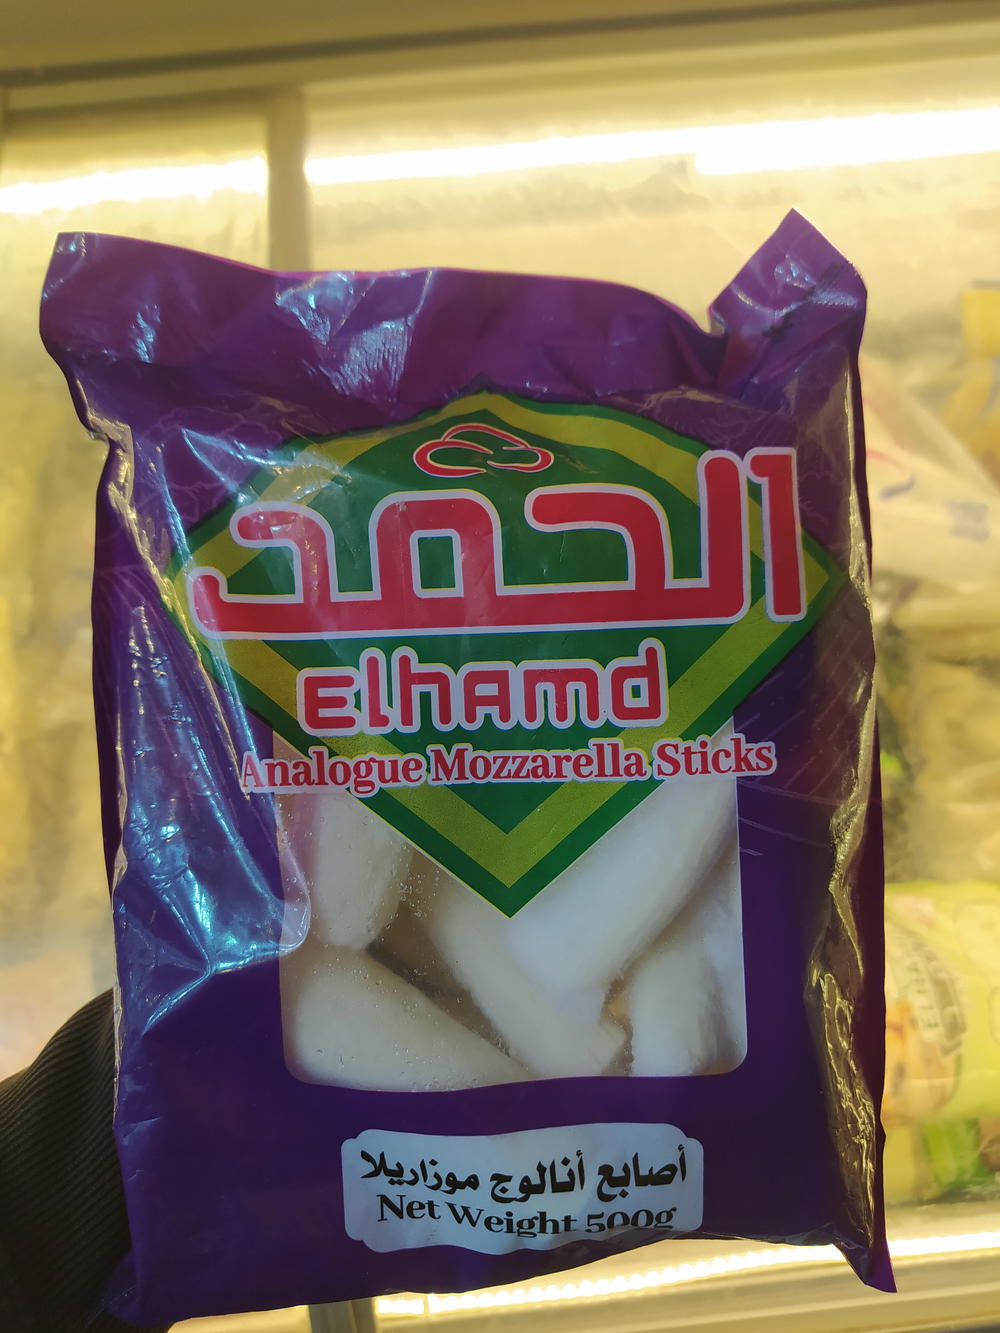 الحمد
Elhamd
Analogue Mozzarella Sticks
أصابع أنالوج موزاريلا
Net Weight 500g